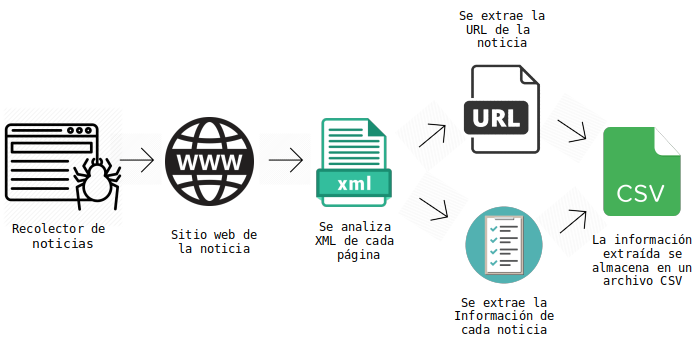 Se extrae la
URL de la
noticia
URL
WWW
xml
CSV
Recolector de
noticias
Sitio web de
la noticia
Se analiza
XML de cada
página
La información
extraída se
almacena en un
archivo CSV
Se extrae la
Información de
cada noticia